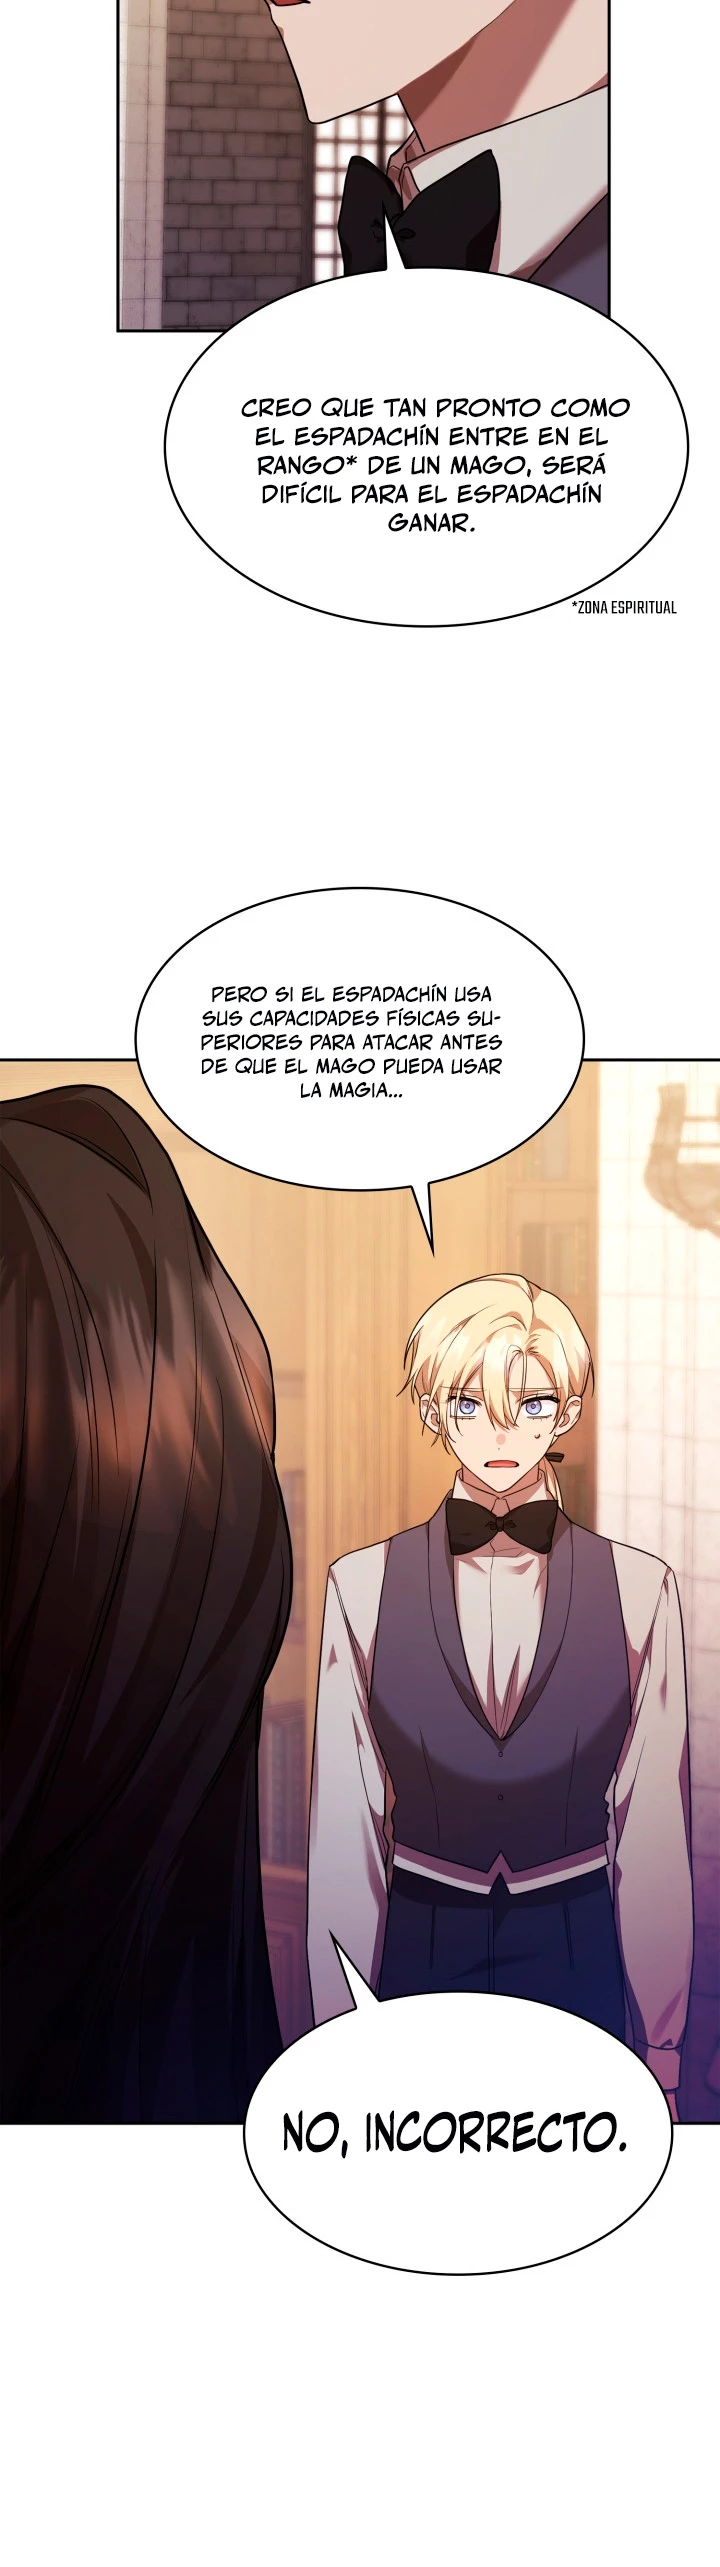 CREO QUE TAN PRONTO COMO
EL ESPADACHÍN ENTRE EN EL
RANGO* DE UN MAGO, SERÁ
DIFÍCIL PARA EL ESPADACHÍN
GANAR.
*ZONA ESPIRITUAL
PERO SI EL ESPADACHÍN USA
SUS CAPACIDADES FÍSICAS SU-
PERIORES PARA ATACAR ANTES
DE QUE EL MAGO PUEDA USAR
LA MAGIA...
NO, INCORRECTO.